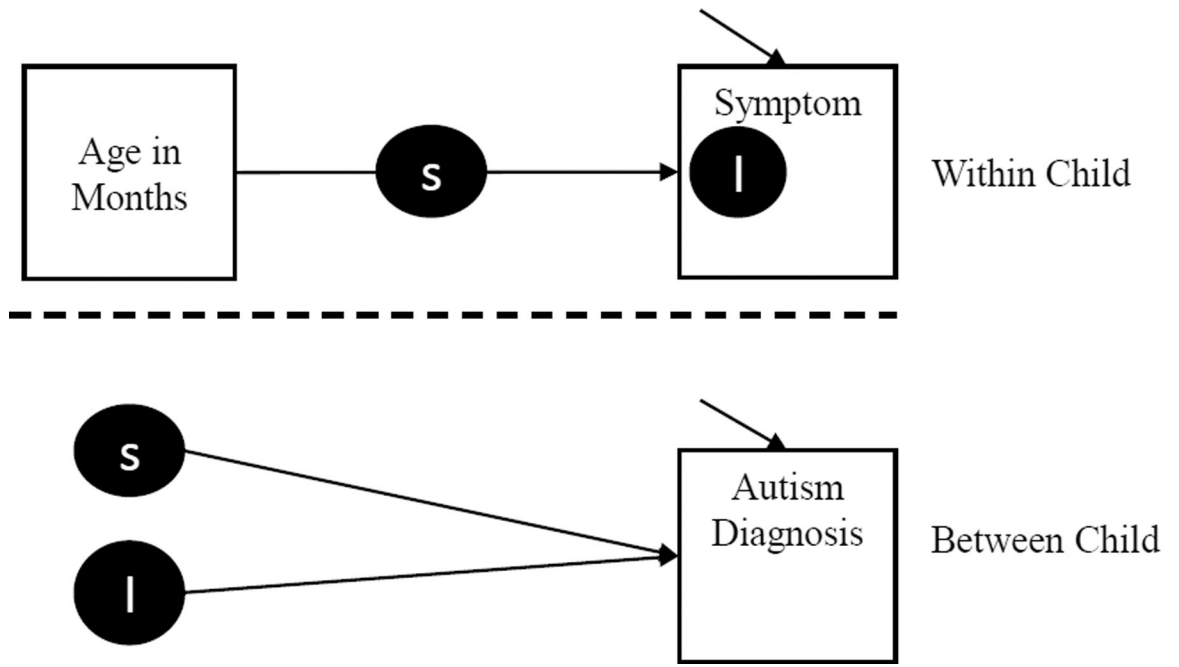 Age in
Months
s
Symptom
l
Within Child
s
l
Autism
Diagnosis
Between Child